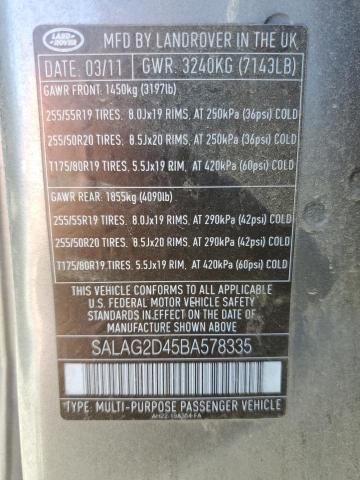 LAND ROVER
MFD BY LANDROVER IN THE UK
DATE: 03/11 GWR: 3240KG (7143LB)
GAWR FRONT: 1450kg (3197lb)
255/55R19 TIRES, 8.0Jx19 RIMS, AT 250kPa (36psi) COLD
255/50R20 TIRES, 8.5Jx20 RIMS, AT 250kPa (36psi) COLD
T175/80R19 TIRES, 5.5Jx19 RIM, AT 420kPa (60psi) COLD
GAWR REAR: 1855kg (4090lb)
255/55R19 TIRES, 8.0Jx19 RIMS, AT 290kPa (42psi) COLD
255/50R20 TIRES, 8.5Jx20 RIMS, AT 290kPa (42psi) COLD
T175/80R19 TIRES, 5.5Jx19 RIM, AT 420kPa (60psi) COLD
THIS VEHICLE CONFORMS TO ALL APPLICABLE
U.S. FEDERAL MOTOR VEHICLE SAFETY
STANDARDS IN EFFECT ON THE DATE OF
MANUFACTURE SHOWN ABOVE.
SALAG2D45BA578335
TYPE: MULTI-PURPOSE PASSENGER VEHICLE
AH22-19A364-FA